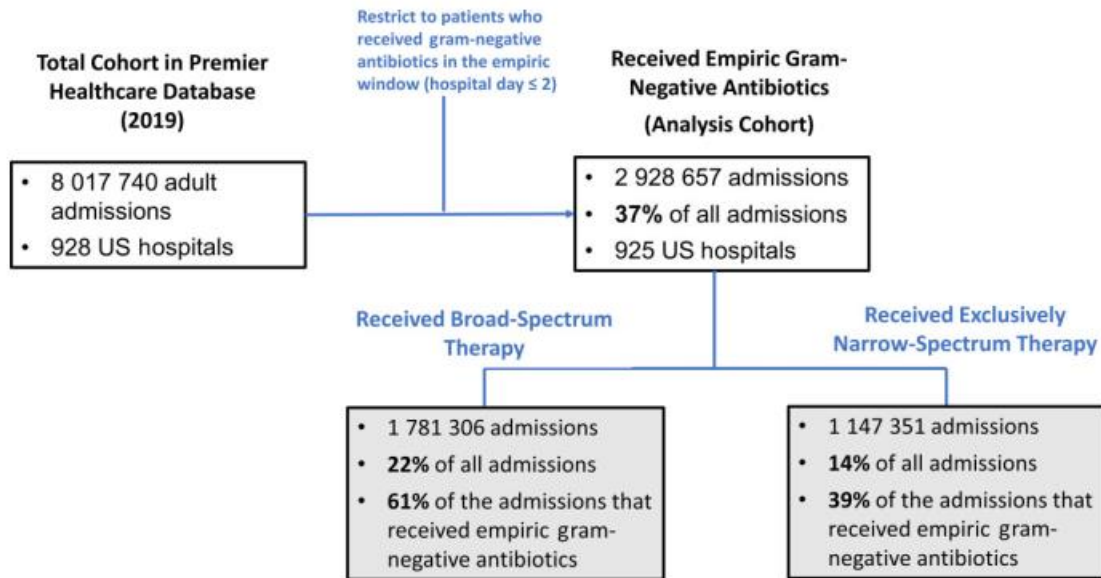 Total Cohort in Premier
Healthcare Database
(2019)
• 8 017 740 adult
admissions
• 928 US hospitals
Restrict to patients who
received gram-negative
antibiotics in the empiric
window (hospital day ≤ 2)
Received Empiric Gram-
Negative Antibiotics
(Analysis Cohort)
• 2 928 657 admissions
• 37% of all admissions
• 925 US hospitals
Received Broad-Spectrum
Therapy
• 1 781 306 admissions
• 22% of all admissions
• 61% of the admissions that
received empiric gram-
negative antibiotics
Received Exclusively
Narrow-Spectrum Therapy
• 1 147 351 admissions
• 14% of all admissions
• 39% of the admissions that
received empiric gram-
negative antibiotics